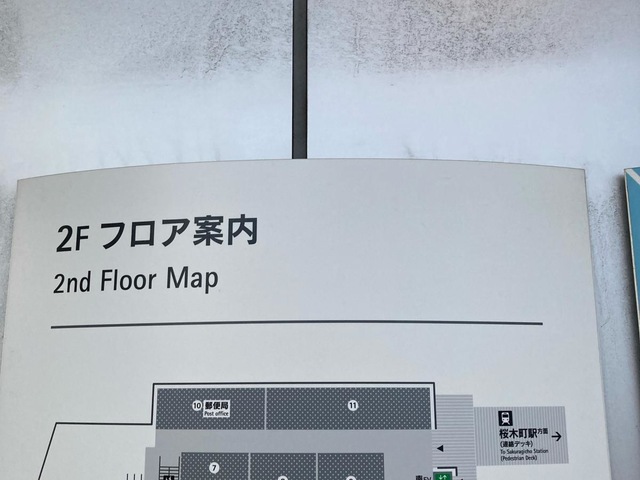 2F フロア案内
2nd Floor Map
10 郵便局
Post office
11
桜木町駅方面
(連絡デッキ)
To Sakuragicho Station
(Pedestrian Deck)
7